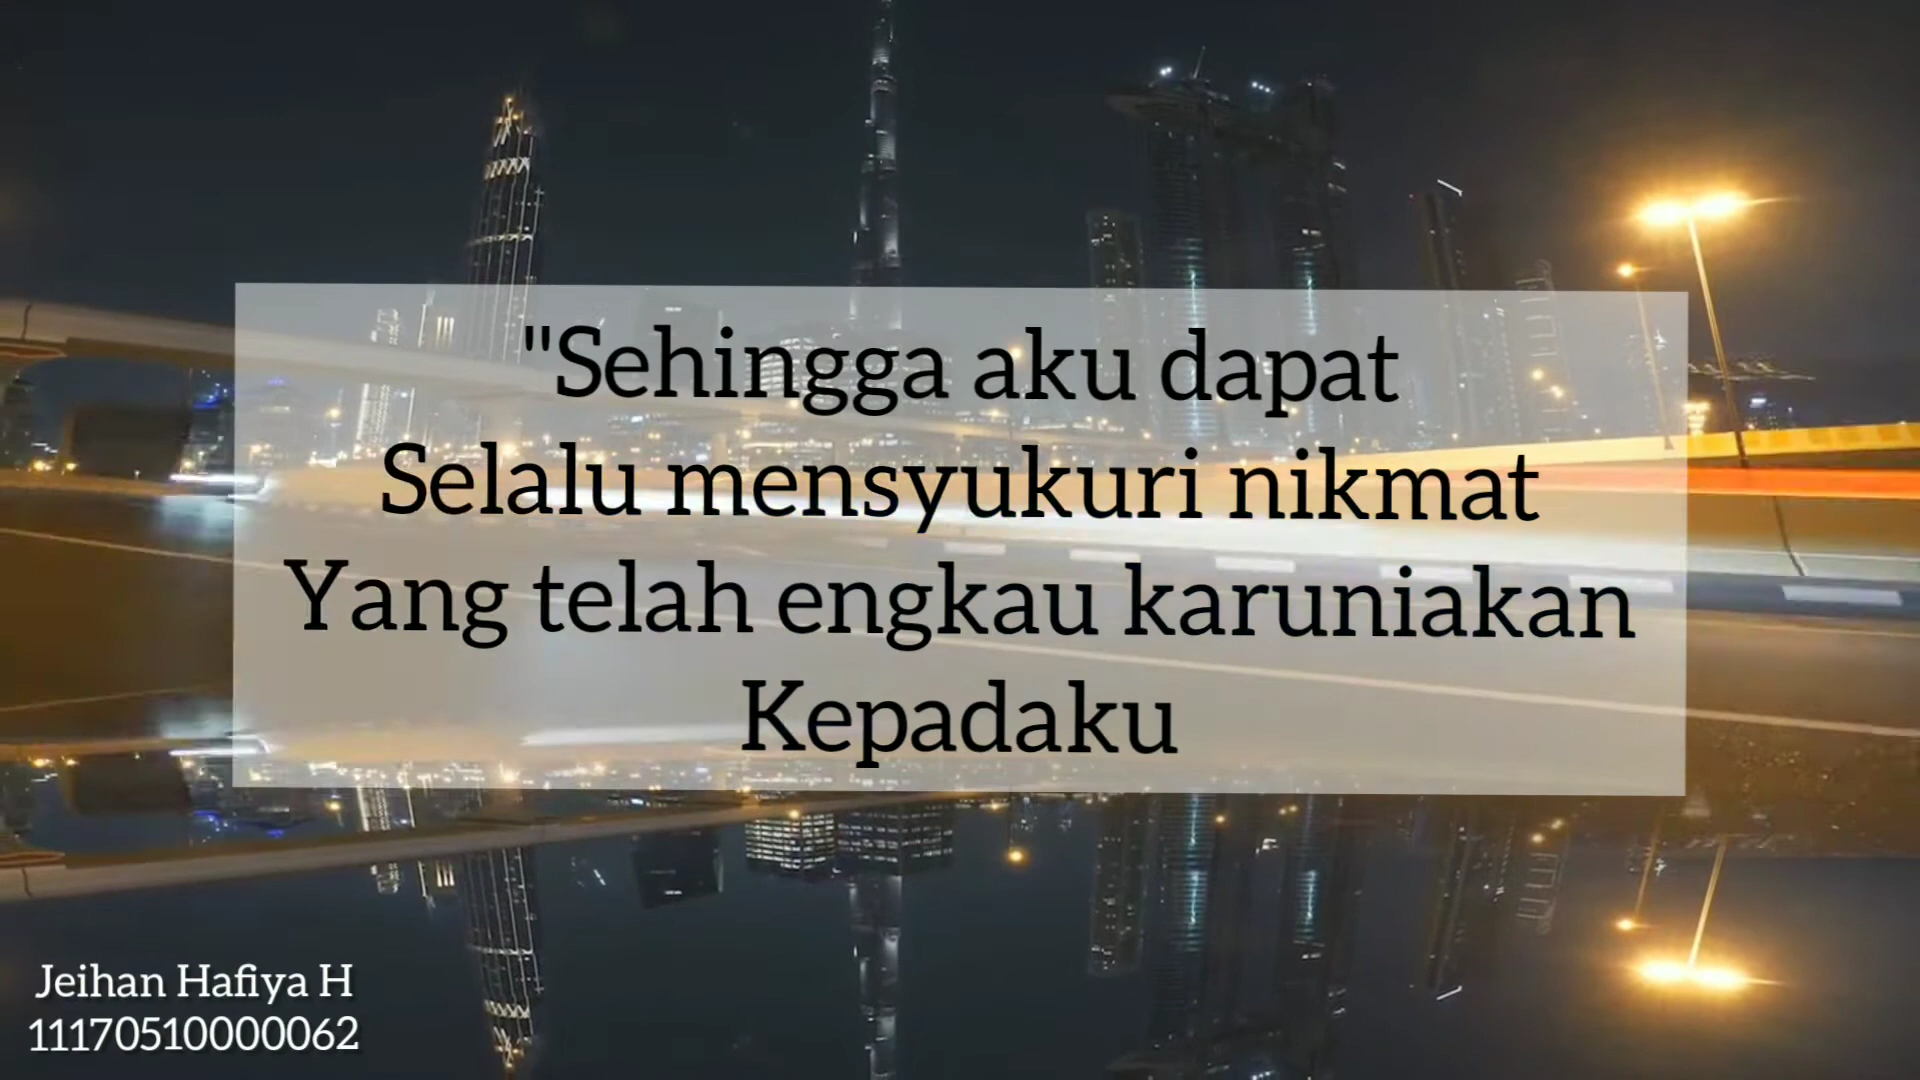 "Sehingga aku dapat
Selalu mensyukuri nikmat
Yang telah engkau karuniakan
Kepadaku
Jeihan Hafiya H
11170510000062